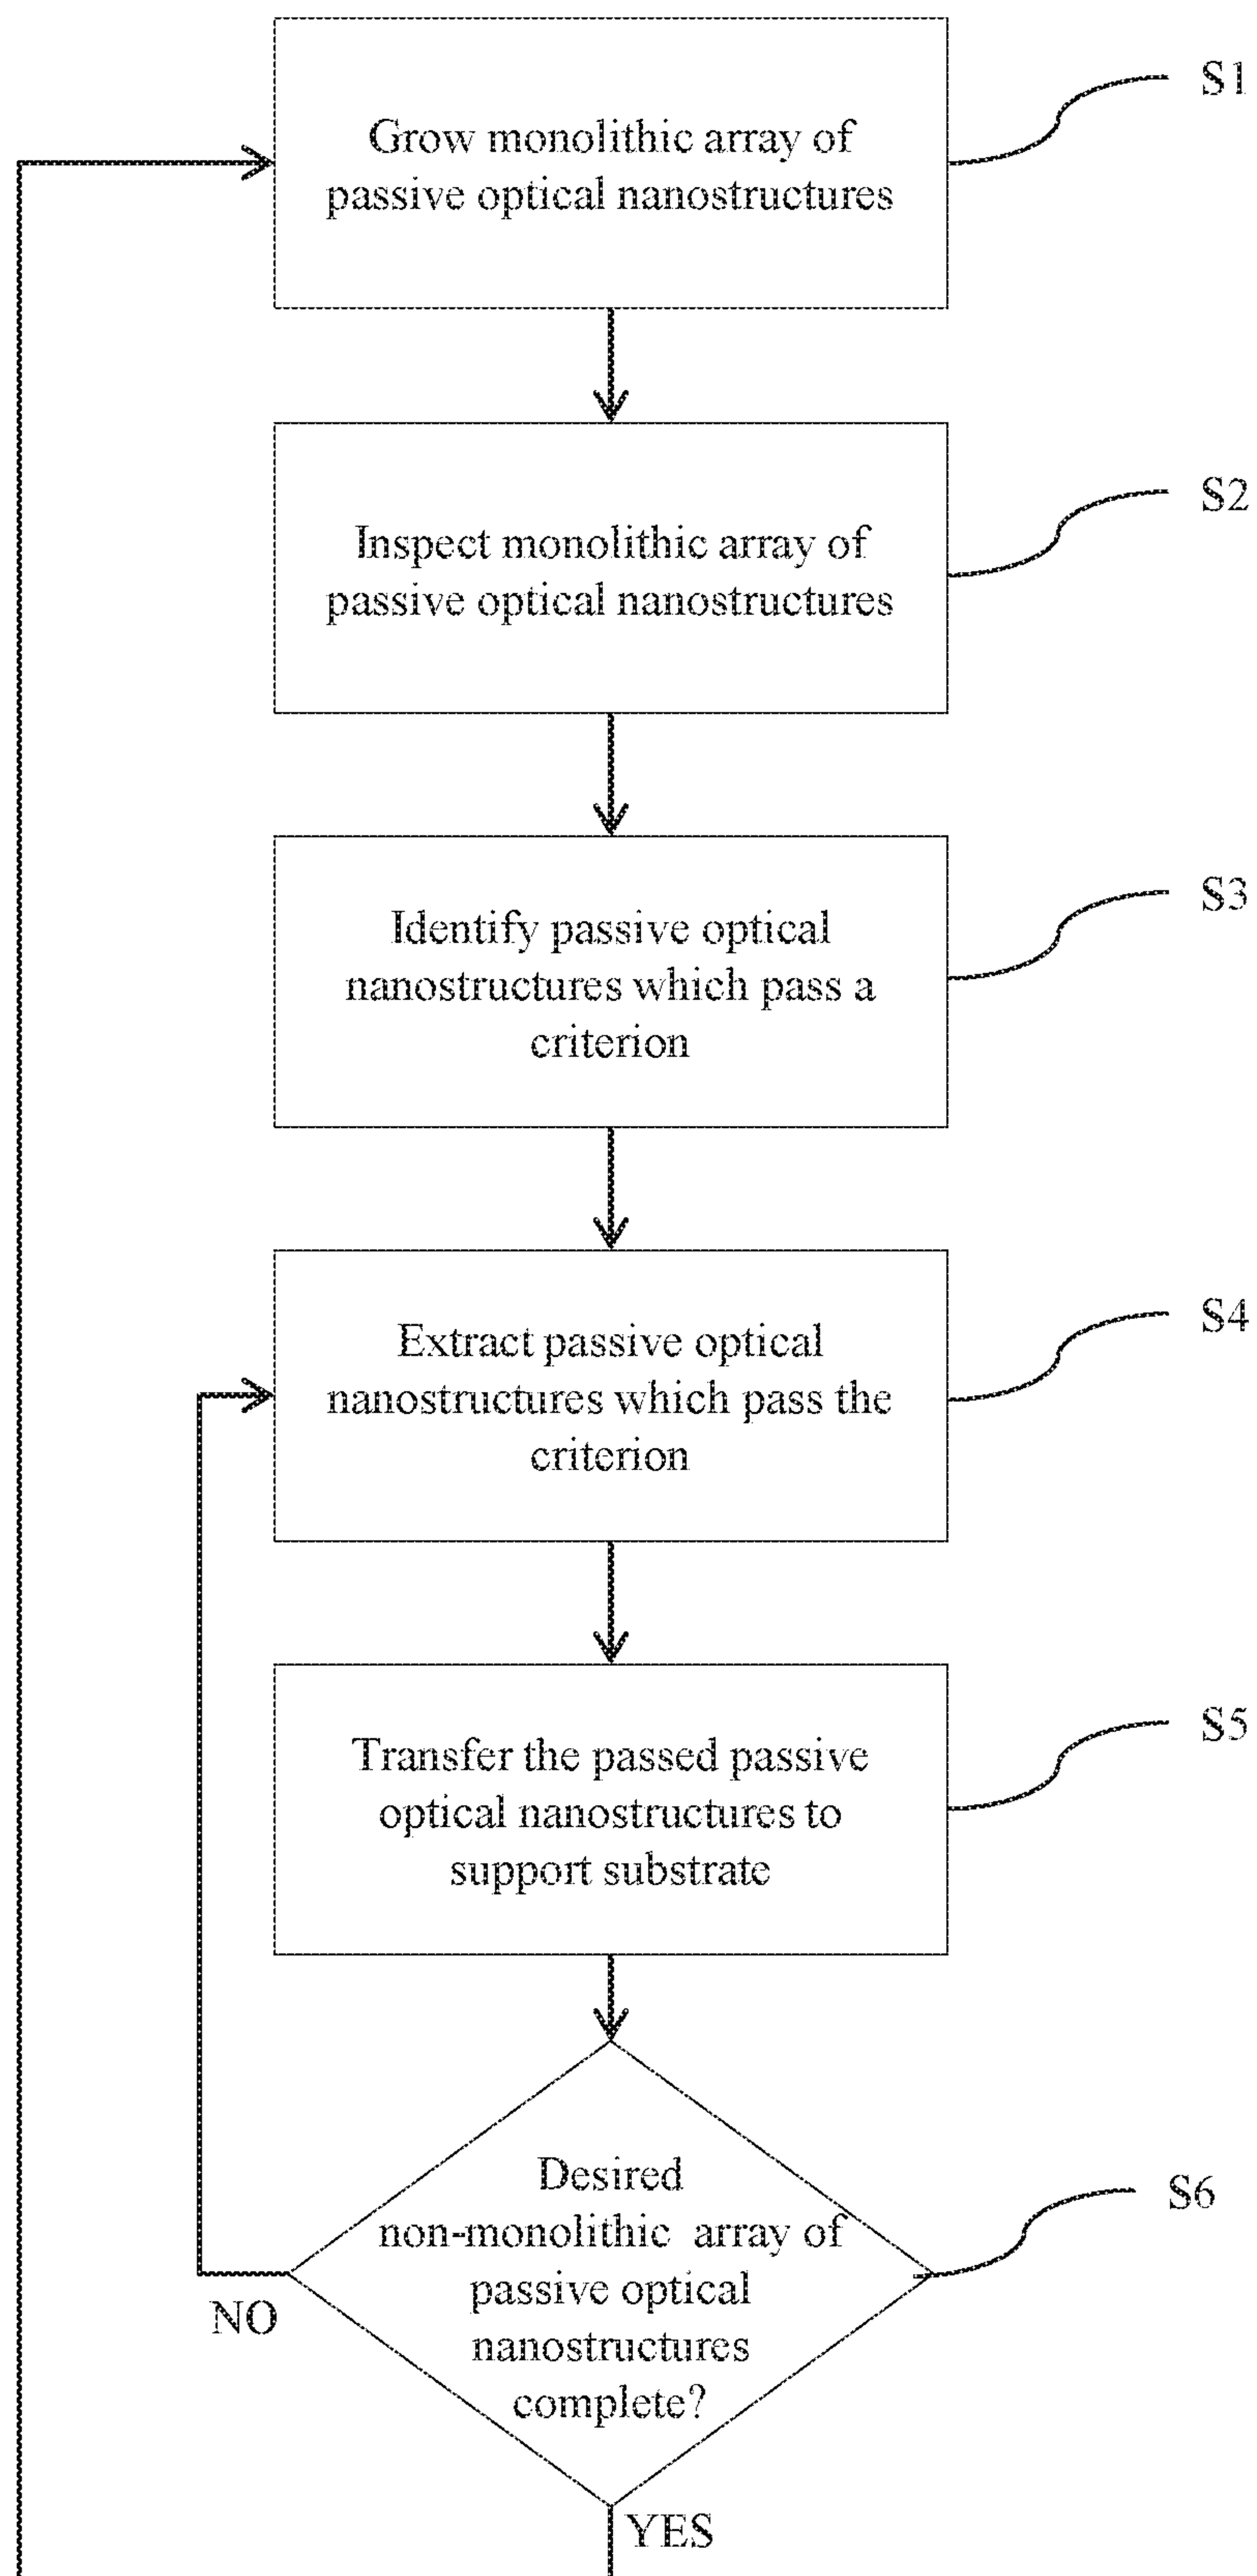 Grow monolithic array of
passive optical nanostructures
S1
Inspect monolithic array of
passive optical nanostructures
S2
Identify passive optical
nanostructures which pass a
criterion
S3
Extract passive optical
nanostructures which pass the
criterion
S4
Transfer the passed passive
optical nanostructures to
support substrate
S5
Desired
non-monolithic array of
passive optical
nanostructures
complete?
S6
NO
YES